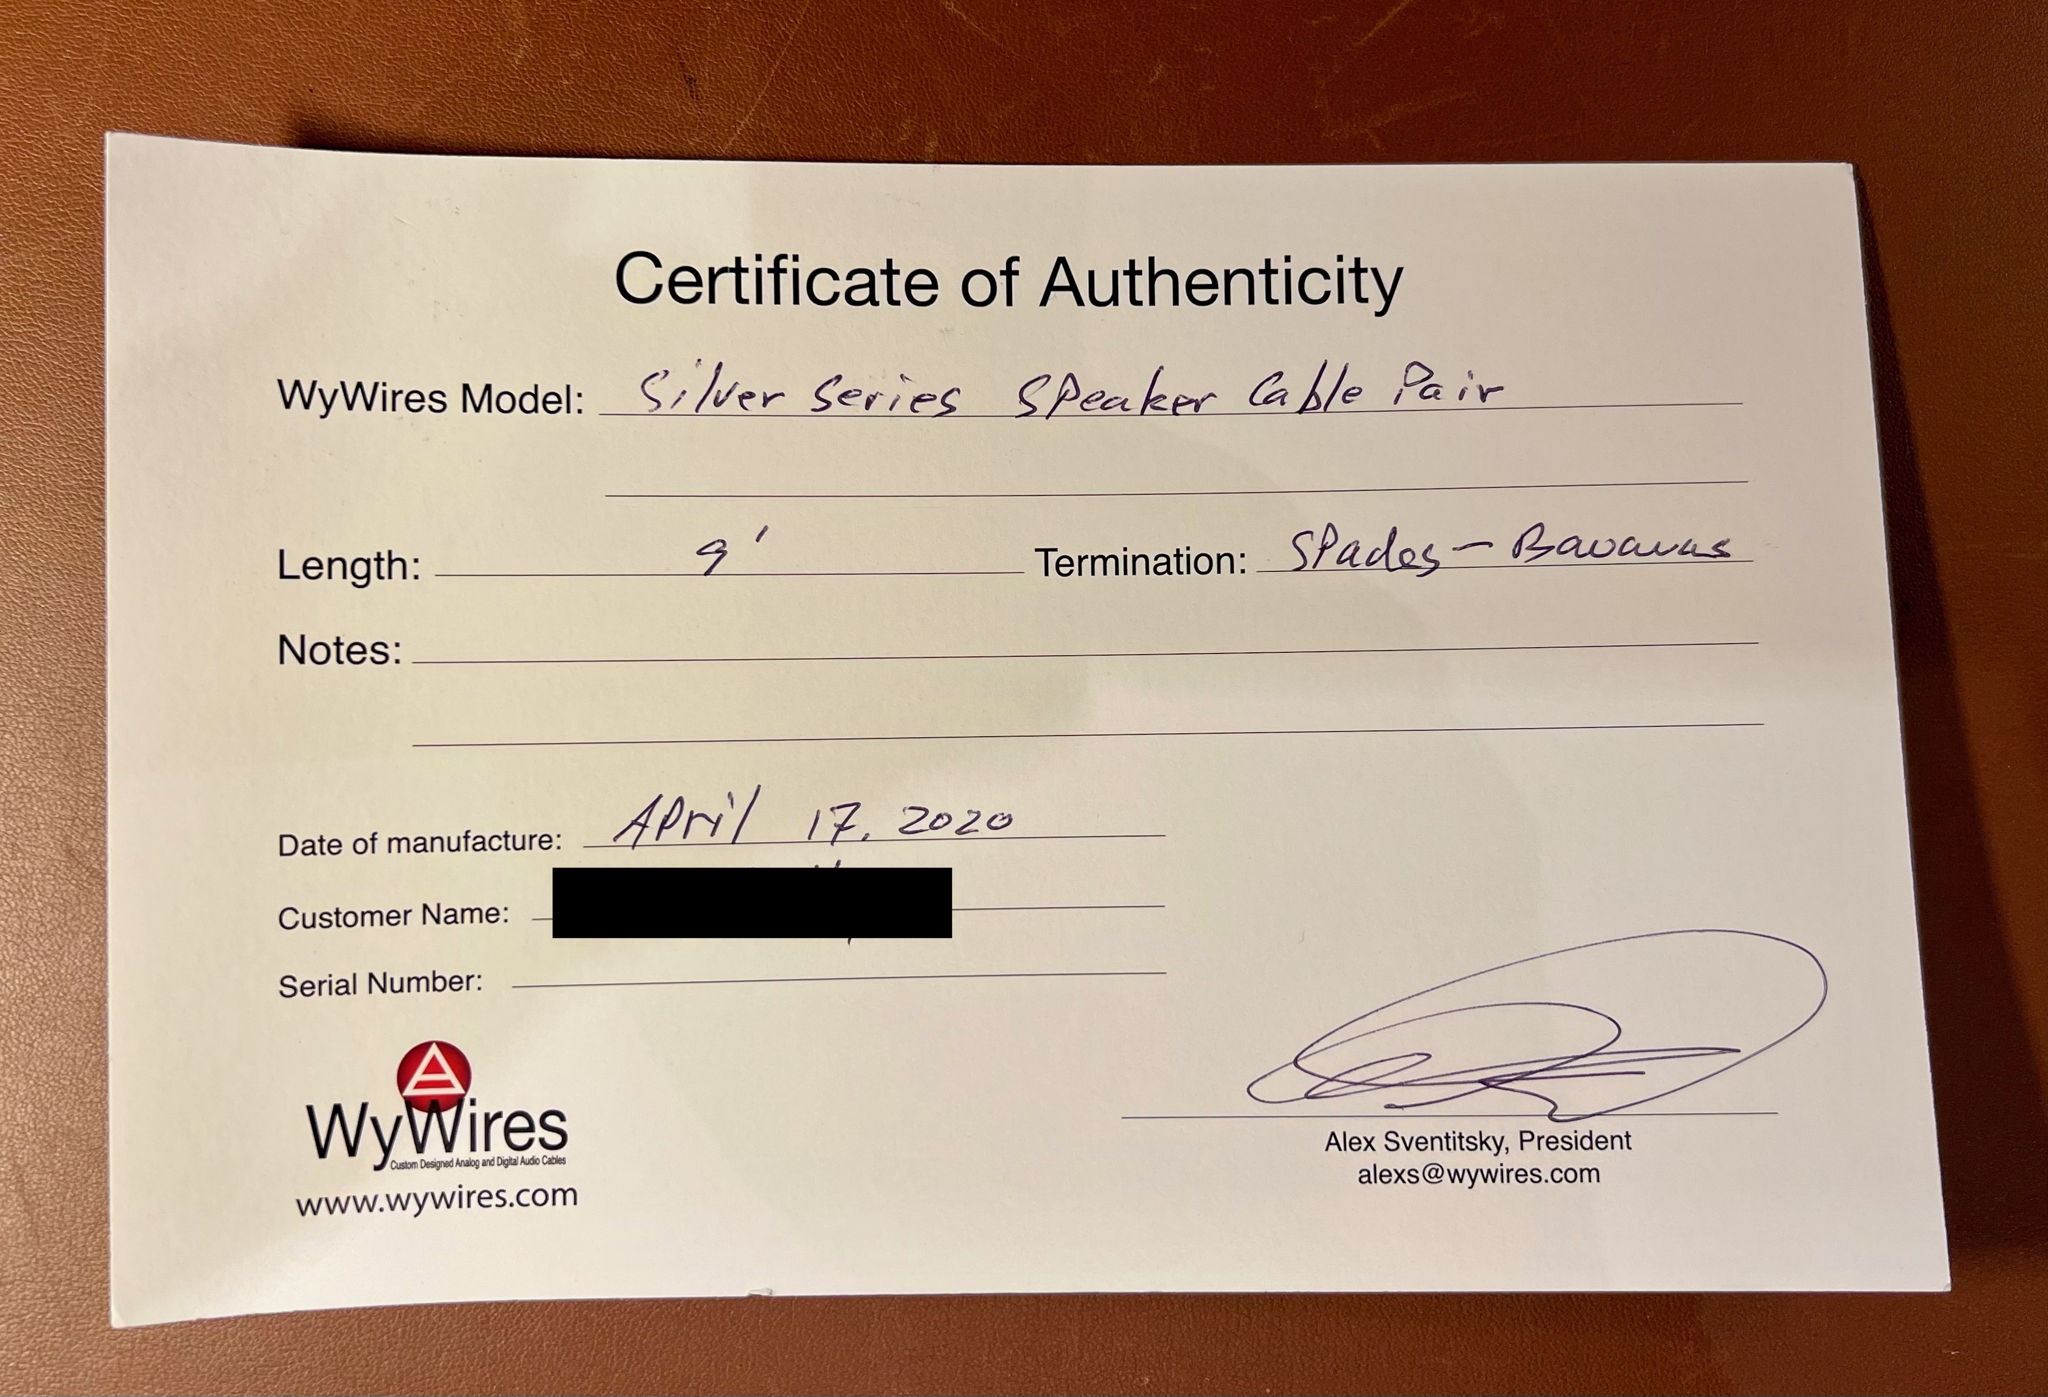 Certificate of Authenticity
WyWires Model: Silver Series Speaker Cable Pair
Length: 9' Termination: Spades - Bananas
Notes:
Date of manufacture: April 17, 2020
Customer Name:
Serial Number:
WyWires
Custom Designed Analog and Digital Audio Cables
www.wywires.com
Alex Sventitsky, President
alexs@wywires.com